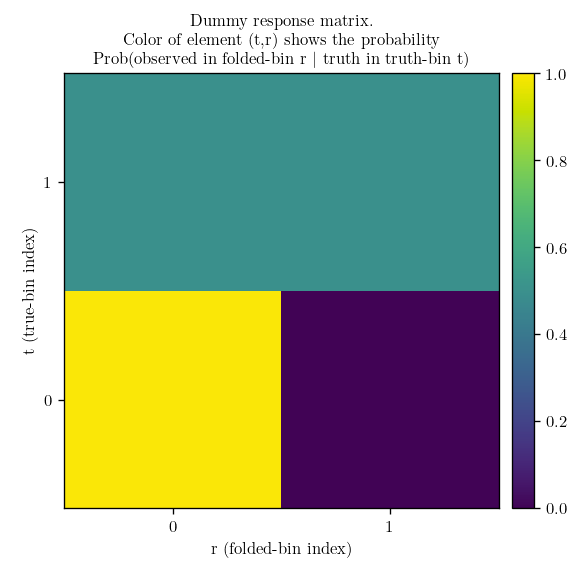 Dummy response matrix.
Color of element (t,r) shows the probability
Prob(observed in folded-bin r | truth in truth-bin t)
1.0
0.8
0.6
0.4
0.2
0.0
t (true-bin index)
1
0
0
1
r (folded-bin index)